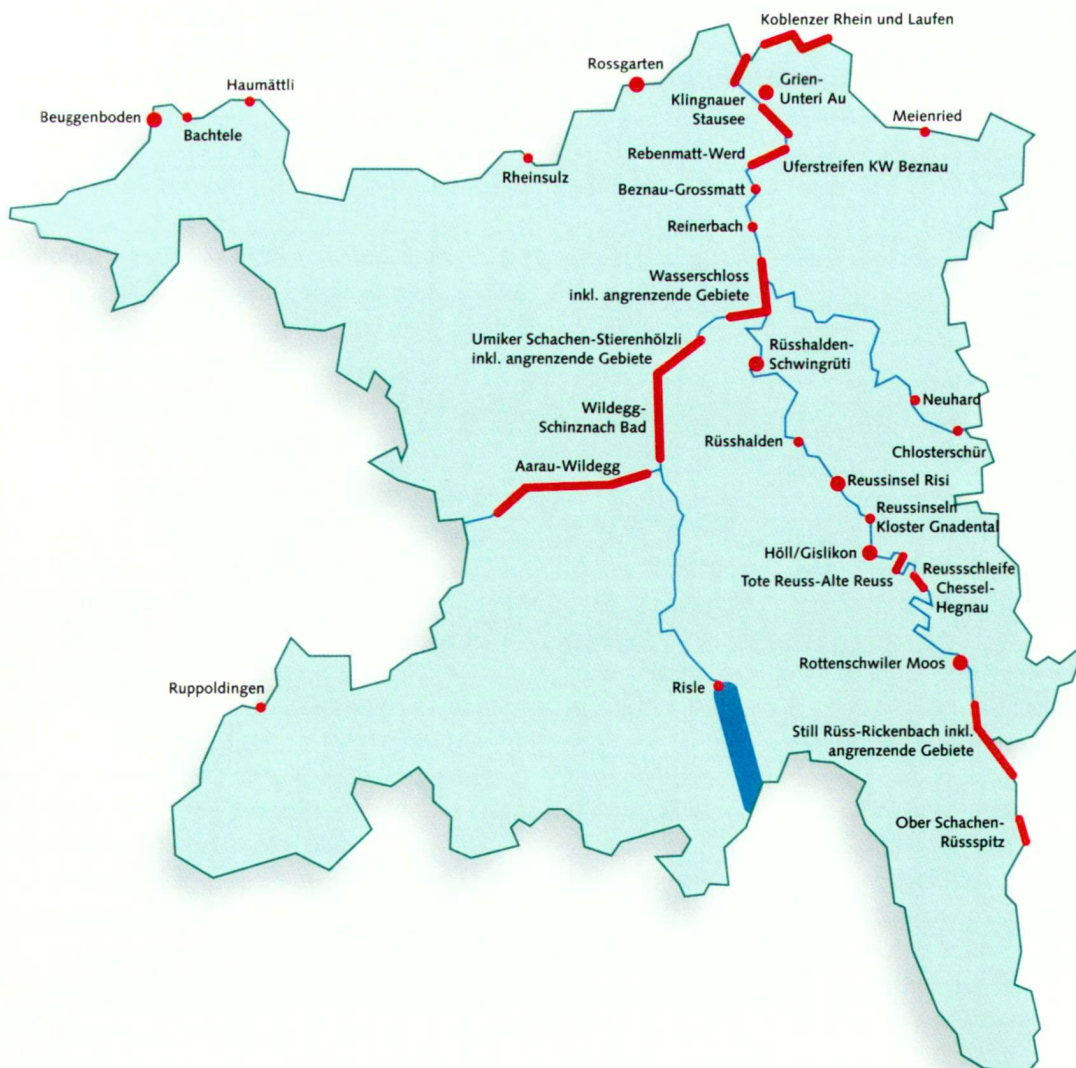 Koblenzer Rhein und Laufen
Rossgarten
Grien-
Unteri Au
Haumättli
Klingnauer
Stausee
Beuggenboden
Bachtele
Meienried
Rebenmatt-Werd
Uferstreifen KW Beznau
Rheinsulz
Beznau-Grossmatt
Reinerbach
Wasserschloss
inkl. angrenzende Gebiete
Umiker Schachen-Stierenhölzli
inkl. angrenzende Gebiete
Rüsshalden-
Schwingrüti
Neuhard
Wildegg-
Schinznach Bad
Rüsshalden
Chlosterschür
Aarau-Wildegg
Reussinsel Risi
Reussinseln
Kloster Gnadental
Höll/Gislikon
Tote Reuss-Alte Reuss
Reussschleife
Chessel-
Hegnau
Rottenschwiler Moos
Ruppoldingen
Risle
Still Rüss-Rickenbach inkl.
angrenzende Gebiete
Ober Schachen-
Rüssspitz